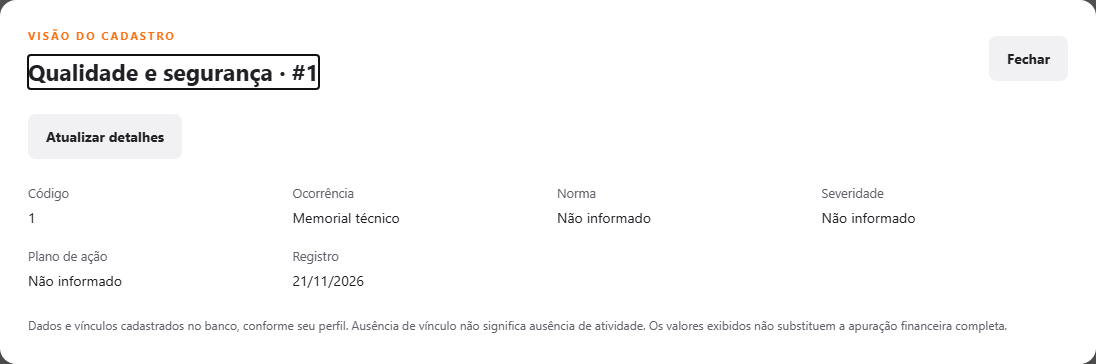 VISÃO DO CADASTRO
Qualidade e segurança · #1
Fechar
Atualizar detalhes
Código
1
Ocorrência
Memorial técnico
Norma
Não informado
Severidade
Não informado
Plano de ação
Não informado
Registro
21/11/2026
Dados e vínculos cadastrados no banco, conforme seu perfil. Ausência de vínculo não significa ausência de atividade. Os valores exibidos não substituem a apuração financeira completa.